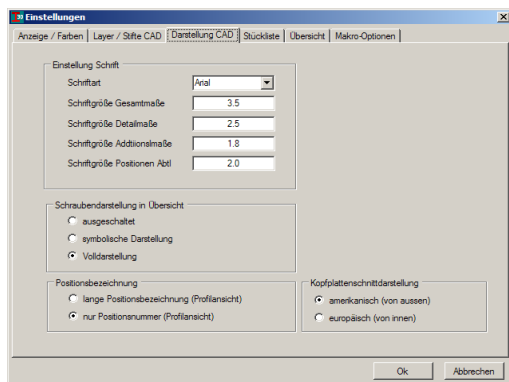 Einstellungen
Anzeige / Farben Layer / Stifte CAD Darstellung CAD Stückliste Übersicht Makro-Optionen
Einstellung Schrift
Schriftart Arial
Schriftgröße Gesamtmaße 3.5
Schriftgröße Detailmaße 2.5
Schriftgröße Addtiionslmaße 1.8
Schriftgröße Positionen Abtl 2.0
Schraubendarstellung in Übersicht
ausgeschaltet
symbolische Darstellung
Volldarstellung
Positionsbezeichnung
lange Positionsbezeichnung (Profilansicht)
nur Positionsnummer (Profilansicht)
Kopfplattenschnittdarstellung
amerikanisch (von aussen)
europäisch (von innen)
Ok Abbrechen